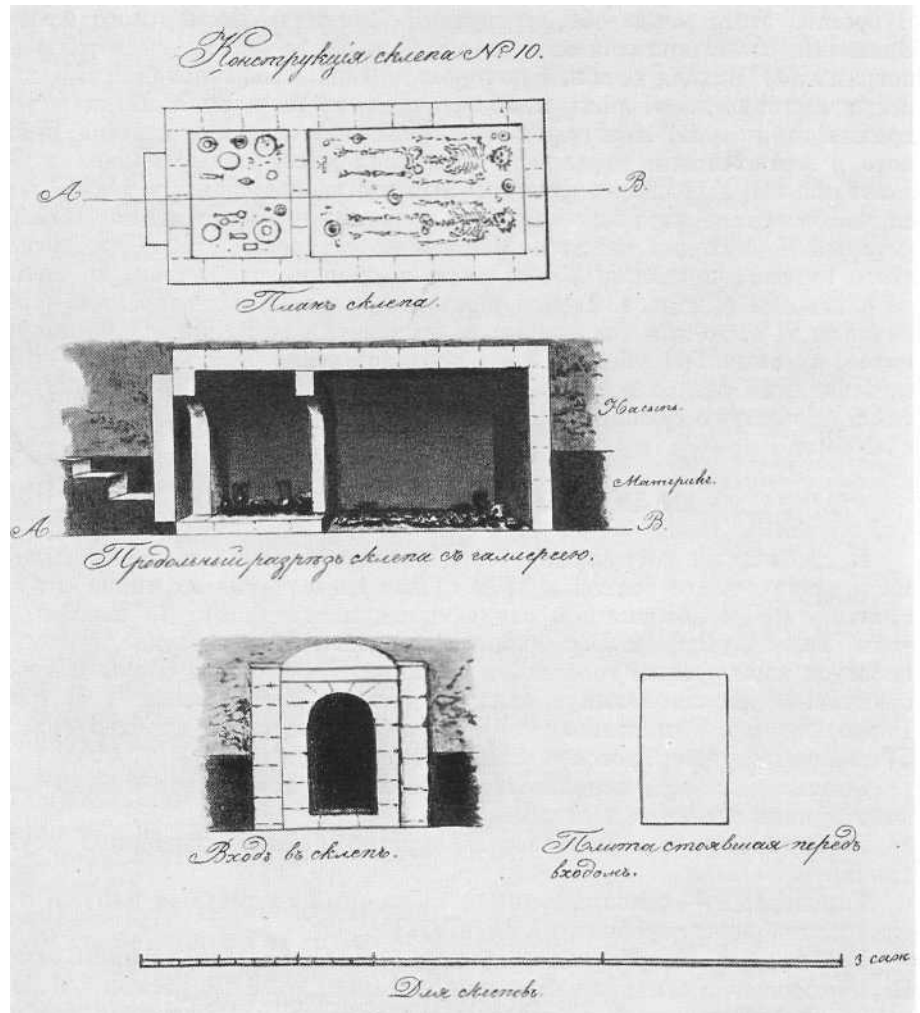 Конструкція склепа № 10.
А
В
Планъ склепа.
Насыпь.
Материкъ.
А
В
Продольный разрѣзъ склепа съ галлереею.
Входъ въ склепъ.
Плита стоявшая передъ
входомъ.
3 саж.
Для склеповъ.